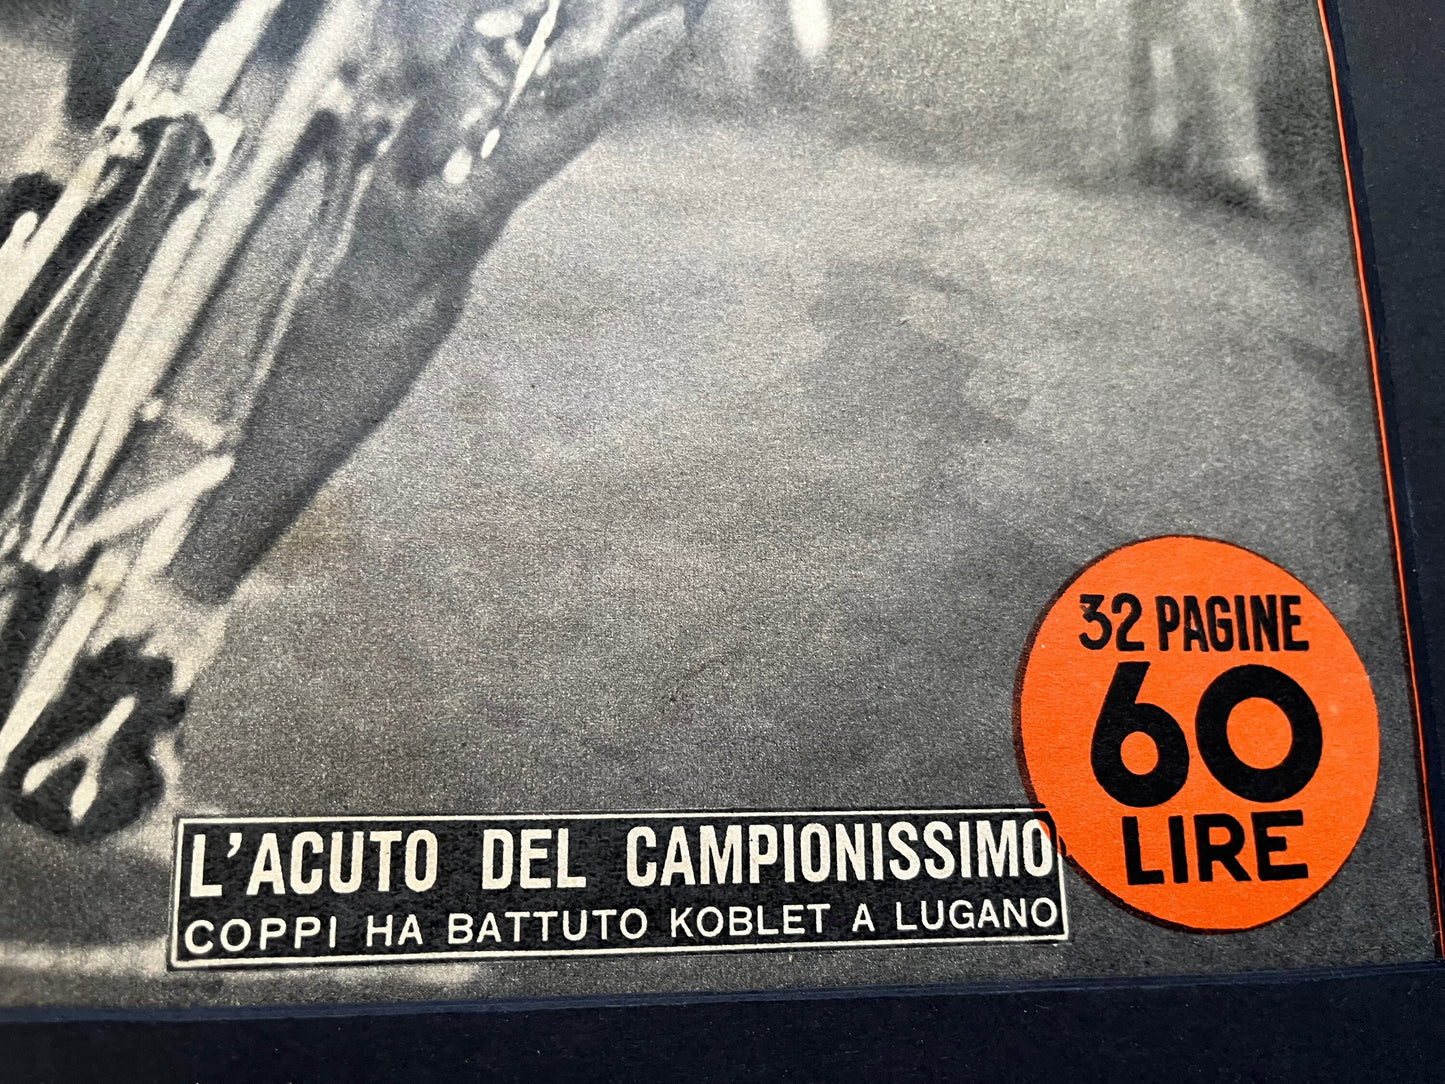 32 PAGINE
60
LIRE
L'ACUTO DEL CAMPIONISSIMO
COPPI HA BATTUTO KOBLET A LUGANO